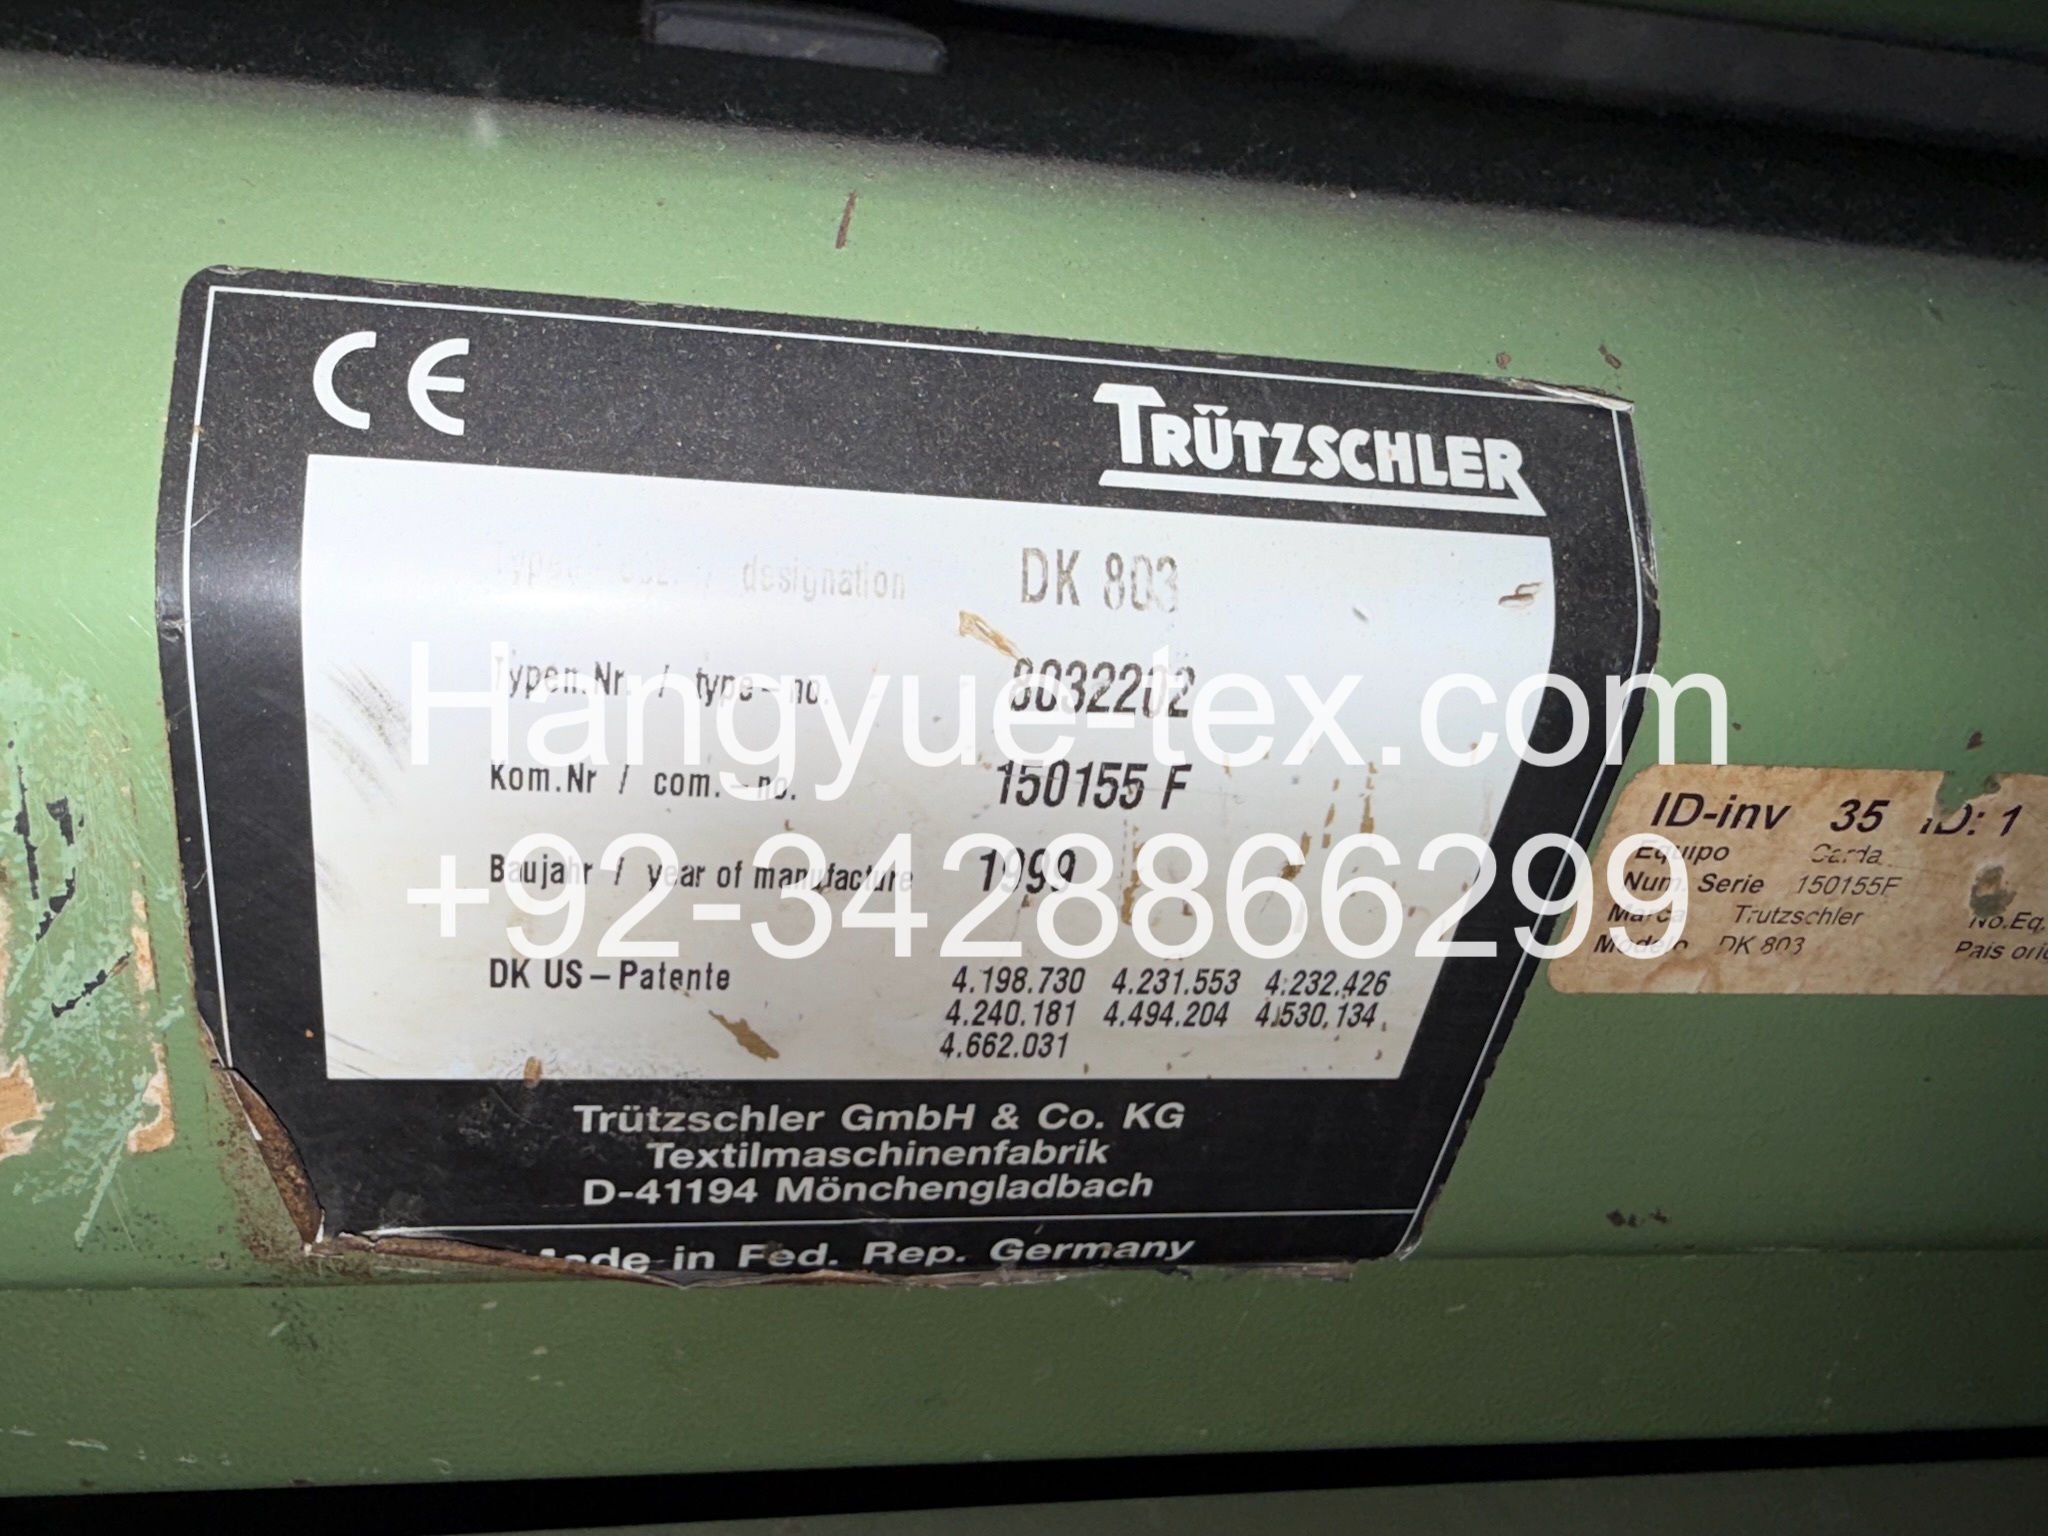 CE
TRÜTZSCHLER
designation DK 803
Typen.Nr. / type-no. 8032202
Hangyue-tex.com
Kom.Nr / com.-no. 150155 F
Baujahr / year of manufacture 1999
+92-3428866299
DK US-Patente 4.198.730 4.231.553 4.232.426
4.240.181 4.494.204 4.530.134
4.662.031
Trützschler GmbH & Co. KG
Textilmaschinenfabrik
D-41194 Mönchengladbach
Made in Fed. Rep. Germany
ID-inv 35 ID: 1
Equipo Carda
Num. Serie 150155F
Marca Trutzschler No.Eq.
Modelo DK 803 Pais